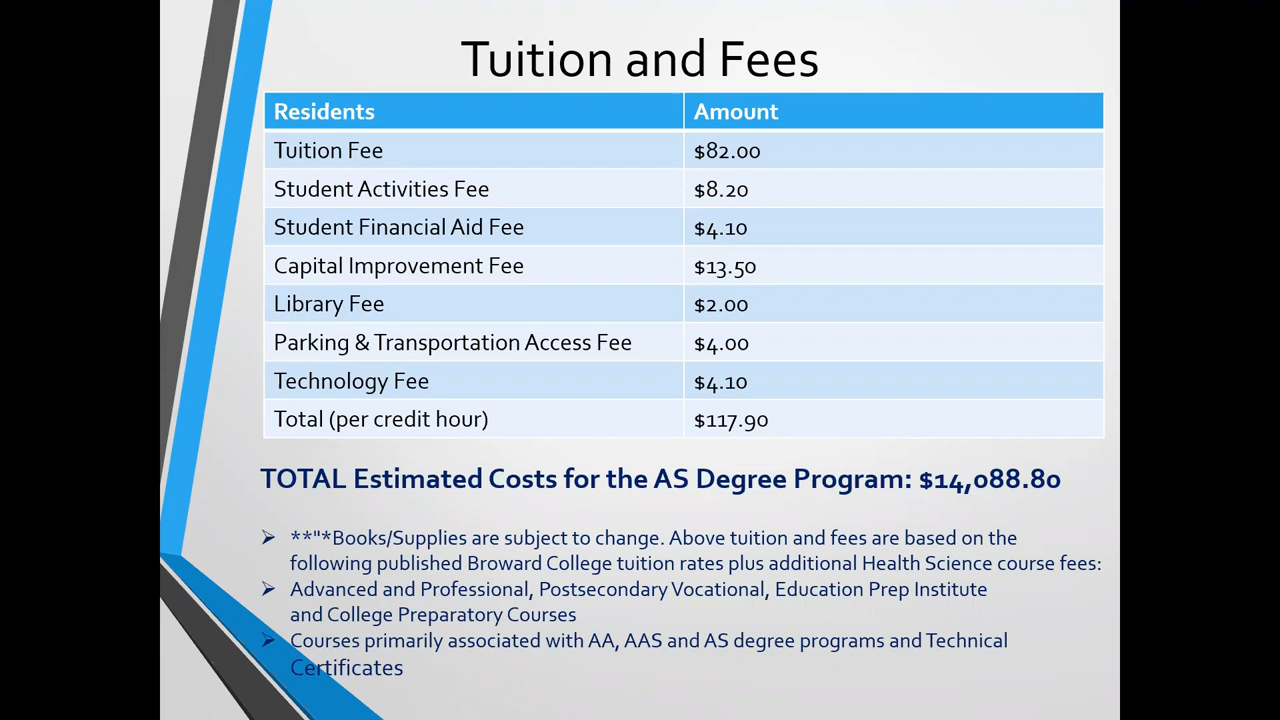 Tuition and Fees
Residents Amount
Tuition Fee $82.00
Student Activities Fee $8.20
Student Financial Aid Fee $4.10
Capital Improvement Fee $13.50
Library Fee $2.00
Parking & Transportation Access Fee $4.00
Technology Fee $4.10
Total (per credit hour) $117.90
TOTAL Estimated Costs for the AS Degree Program: $14,088.80
➢ **"*Books/Supplies are subject to change. Above tuition and fees are based on the
following published Broward College tuition rates plus additional Health Science course fees:
➢ Advanced and Professional, Postsecondary Vocational, Education Prep Institute
and College Preparatory Courses
➢ Courses primarily associated with AA, AAS and AS degree programs and Technical
Certificates